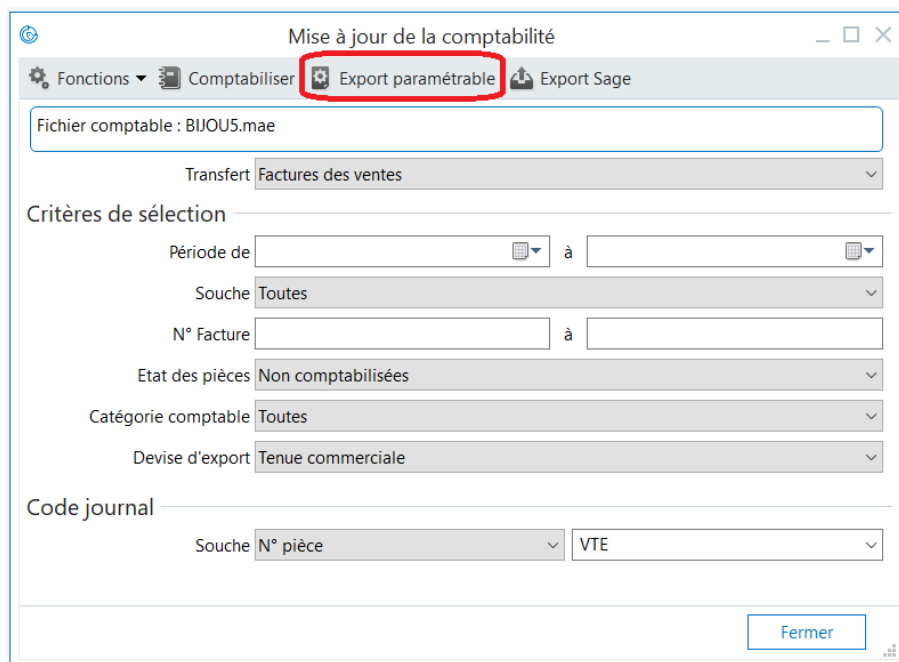 Mise à jour de la comptabilité
Fonctions Comptabiliser Export paramétrable Export Sage
Fichier comptable : BIJOU5.mae
Transfert Factures des ventes
Critères de sélection
Période de à
Souche Toutes
N° Facture à
Etat des pièces Non comptabilisées
Catégorie comptable Toutes
Devise d'export Tenue commerciale
Code journal
Souche N° pièce VTE
Fermer